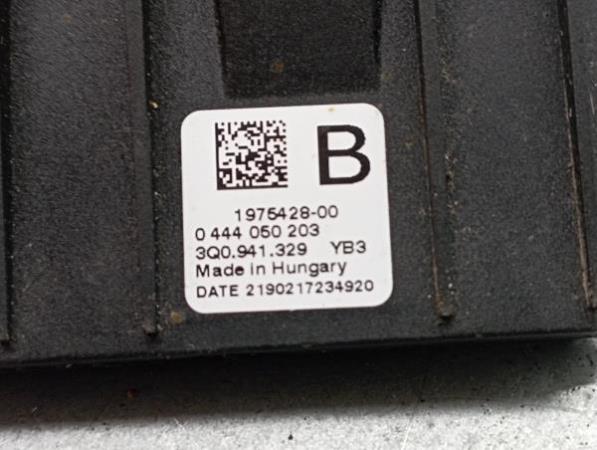 B
1975428-00
0 444 050 203
3Q0.941.329 YB3
Made in Hungary
DATE 2190217234920